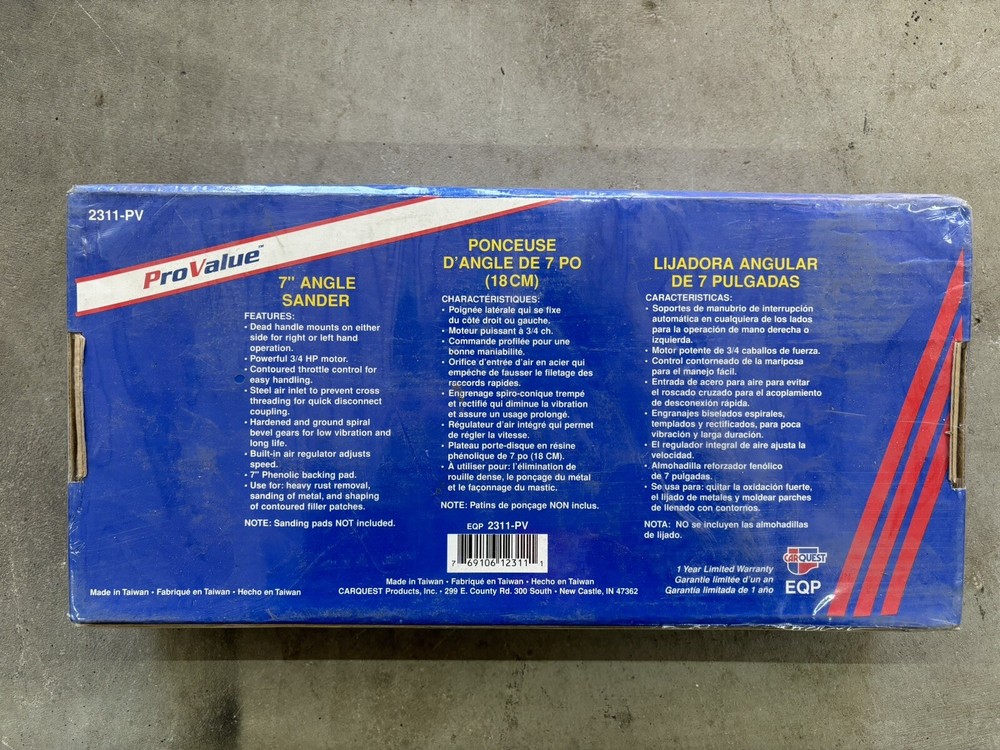 2311-PV
ProValue™
7" ANGLE
SANDER
FEATURES:
• Dead handle mounts on either
side for right or left hand
operation.
• Powerful 3/4 HP motor.
• Contoured throttle control for
easy handling.
• Steel air inlet to prevent cross
threading for quick disconnect
coupling.
• Hardened and ground spiral
bevel gears for low vibration and
long life.
• Built-in air regulator adjusts
speed.
• 7" Phenolic backing pad.
• Use for: heavy rust removal,
sanding of metal, and shaping
of contoured filler patches.
NOTE: Sanding pads NOT included.
PONCEUSE
D'ANGLE DE 7 PO
(18 CM)
CHARACTÉRISTIQUES:
• Poignée latérale qui se fixe
du côté droit ou gauche.
• Moteur puissant à 3/4 ch.
• Commande profilée pour une
bonne maniabilité.
• Orifice d'entrée d'air en acier qui
empêche de fausser le filetage des
raccords rapides.
• Engrenage spiro-conique trempé
et rectifié qui diminue la vibration
et assure un usage prolongé.
• Régulateur d'air intégré qui permet
de régler la vitesse.
• Plateau porte-disque en résine
phénolique de 7 po (18 CM).
• À utiliser pour: l'élimination de
rouille dense, le ponçage du métal
et le façonnage du mastic.
NOTE: Patins de ponçage NON inclus.
LIJADORA ANGULAR
DE 7 PULGADAS
CARACTERISTICAS:
• Soportes de manubrio de interrupción
automática en cualquiera de los lados
para la operación de mano derecha o
izquierda.
• Motor potente de 3/4 caballos de fuerza.
• Control contorneado de la mariposa
para el manejo fácil.
• Entrada de acero para aire para evitar
el roscado cruzado para el acoplamiento
de desconexión rápida.
• Engranajes biselados espirales,
templados y rectificados, para poca
vibración y larga duración.
• El regulador integral de aire ajusta la
velocidad.
• Almohadilla reforzador fenólico
de 7 pulgadas.
• Se usa para: quitar la oxidación fuerte,
el lijado de metales y moldear parches
de llenado con contornos.
NOTA: NO se incluyen las almohadillas
de lijado.
EQP 2311-PV
7 69106 12311 1
Made in Taiwan • Fabriqué en Taiwan • Hecho en Taiwan
Made in Taiwan • Fabriqué en Taiwan • Hecho en Taiwan
CARQUEST Products, Inc. • 299 E. County Rd. 300 South • New Castle, IN 47362
1 Year Limited Warranty
Garantie limitée d'un an
Garantía limitada de 1 año
CARQUEST
EQP